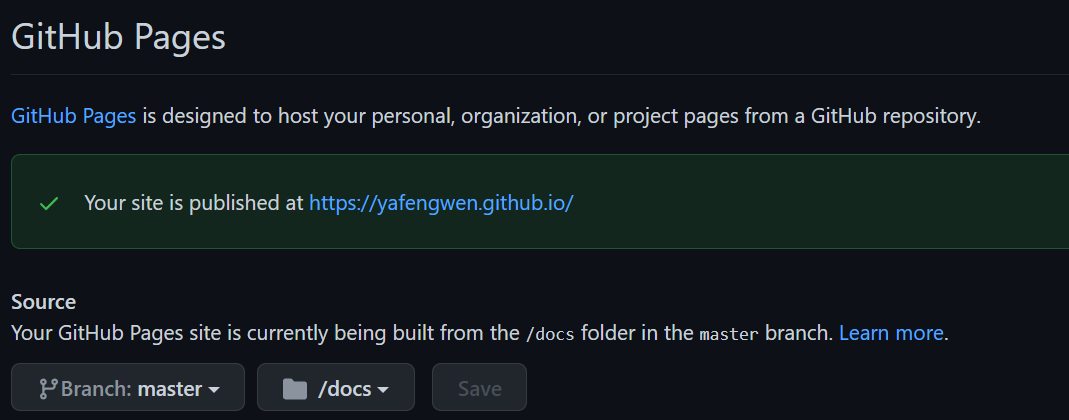 GitHub Pages
GitHub Pages is designed to host your personal, organization, or project pages from a GitHub repository.
Your site is published at https://yafengwen.github.io/
Source
Your GitHub Pages site is currently being built from the /docs folder in the master branch. Learn more.
Branch: master /docs Save